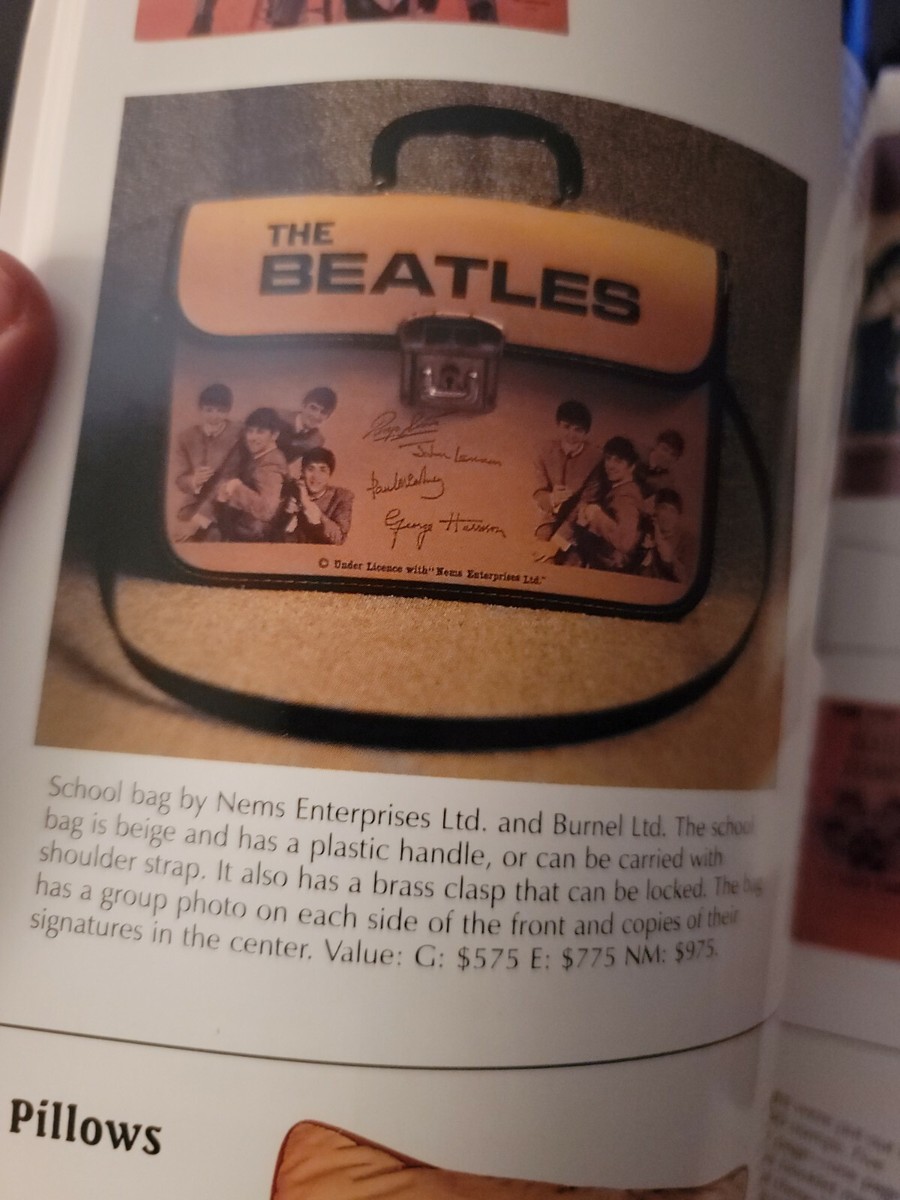 THE
BEATLES
Ringo Starr
John Lennon
Paul McCartney
George Harrison
© Under Licence with "Nems Enterprises Ltd."
School bag by Nems Enterprises Ltd. and Burnel Ltd. The school
bag is beige and has a plastic handle, or can be carried with
shoulder strap. It also has a brass clasp that can be locked. The bag
has a group photo on each side of the front and copies of their
signatures in the center. Value: G: $575 E: $775 NM: $975.
Pillows